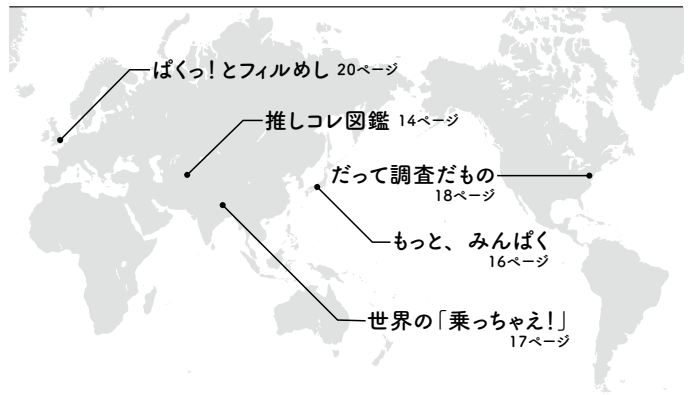 ぱくっ！とフィルめし 20ページ
推しコレ図鑑 14ページ
だって調査だもの
18ページ
もっと、みんぱく
16ページ
世界の「乗っちゃえ！」
17ページ